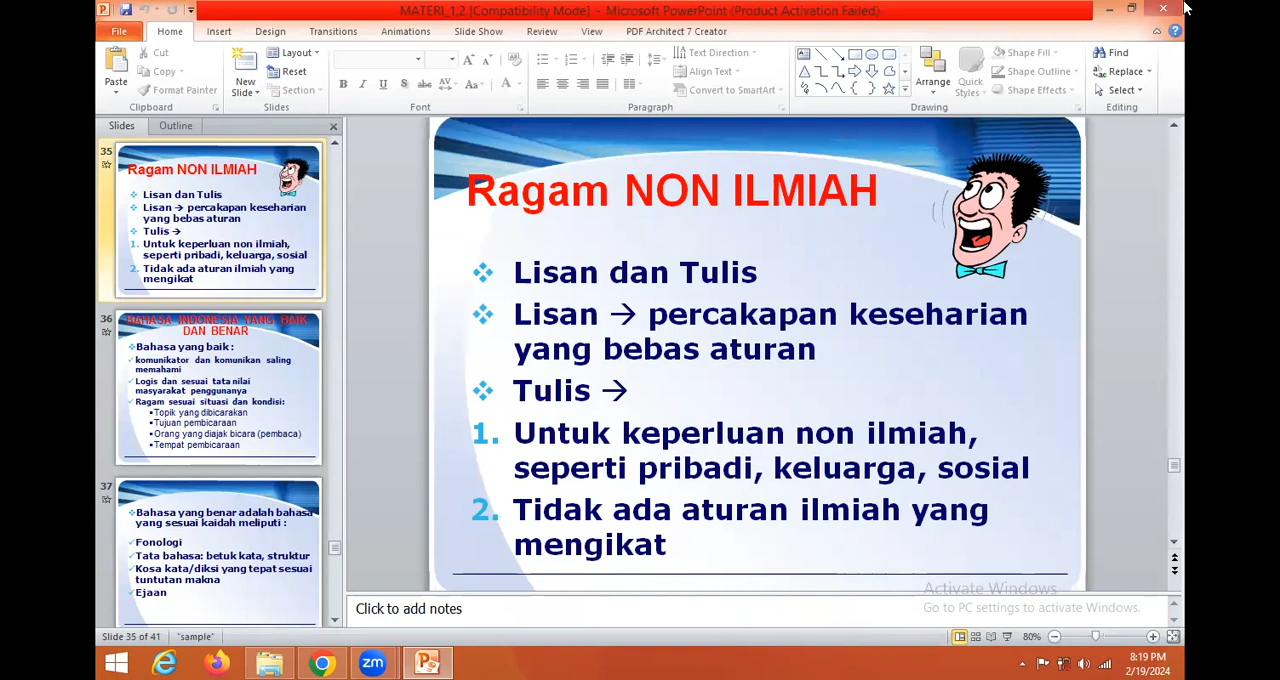 MATERI_1,2 [Compatibility Mode] - Microsoft PowerPoint (Product Activation Failed)
File Home Insert Design Transitions Animations Slide Show Review View PDF Architect 7 Creator
Paste
Cut
Copy
Format Painter
Clipboard
New Slide
Layout
Reset
Section
Slides
Font
Text Direction
Align Text
Convert to SmartArt
Paragraph
Arrange
Quick Styles
Shape Fill
Shape Outline
Shape Effects
Drawing
Find
Replace
Select
Editing
Slides Outline
35
Ragam NON ILMIAH
Lisan dan Tulis
Lisan → percakapan keseharian
yang bebas aturan
Tulis →
1. Untuk keperluan non ilmiah,
seperti pribadi, keluarga, sosial
2. Tidak ada aturan ilmiah yang
mengikat
36
BAHASA INDONESIA YANG BAIK
DAN BENAR
Bahasa yang baik :
komunikator dan komunikan saling
memahami
Logis dan sesuai tata nilai
masyarakat penggunanya
Ragam sesuai situasi dan kondisi:
Topik yang dibicarakan
Tujuan pembicaraan
Orang yang diajak bicara (pembaca)
Tempat pembicaraan
37
Bahasa yang benar adalah bahasa
yang sesuai kaidah meliputi :
Fonologi
Tata bahasa: betuk kata, struktur
Kosa kata/diksi yang tepat sesuai
tuntutan makna
Ejaan
Ragam NON ILMIAH
Lisan dan Tulis
Lisan → percakapan keseharian
yang bebas aturan
Tulis →
1. Untuk keperluan non ilmiah,
seperti pribadi, keluarga, sosial
2. Tidak ada aturan ilmiah yang
mengikat
Activate Windows
Go to PC settings to activate Windows.
Click to add notes
Slide 35 of 41 "sample" 80%
zm
8:19 PM
2/19/2024